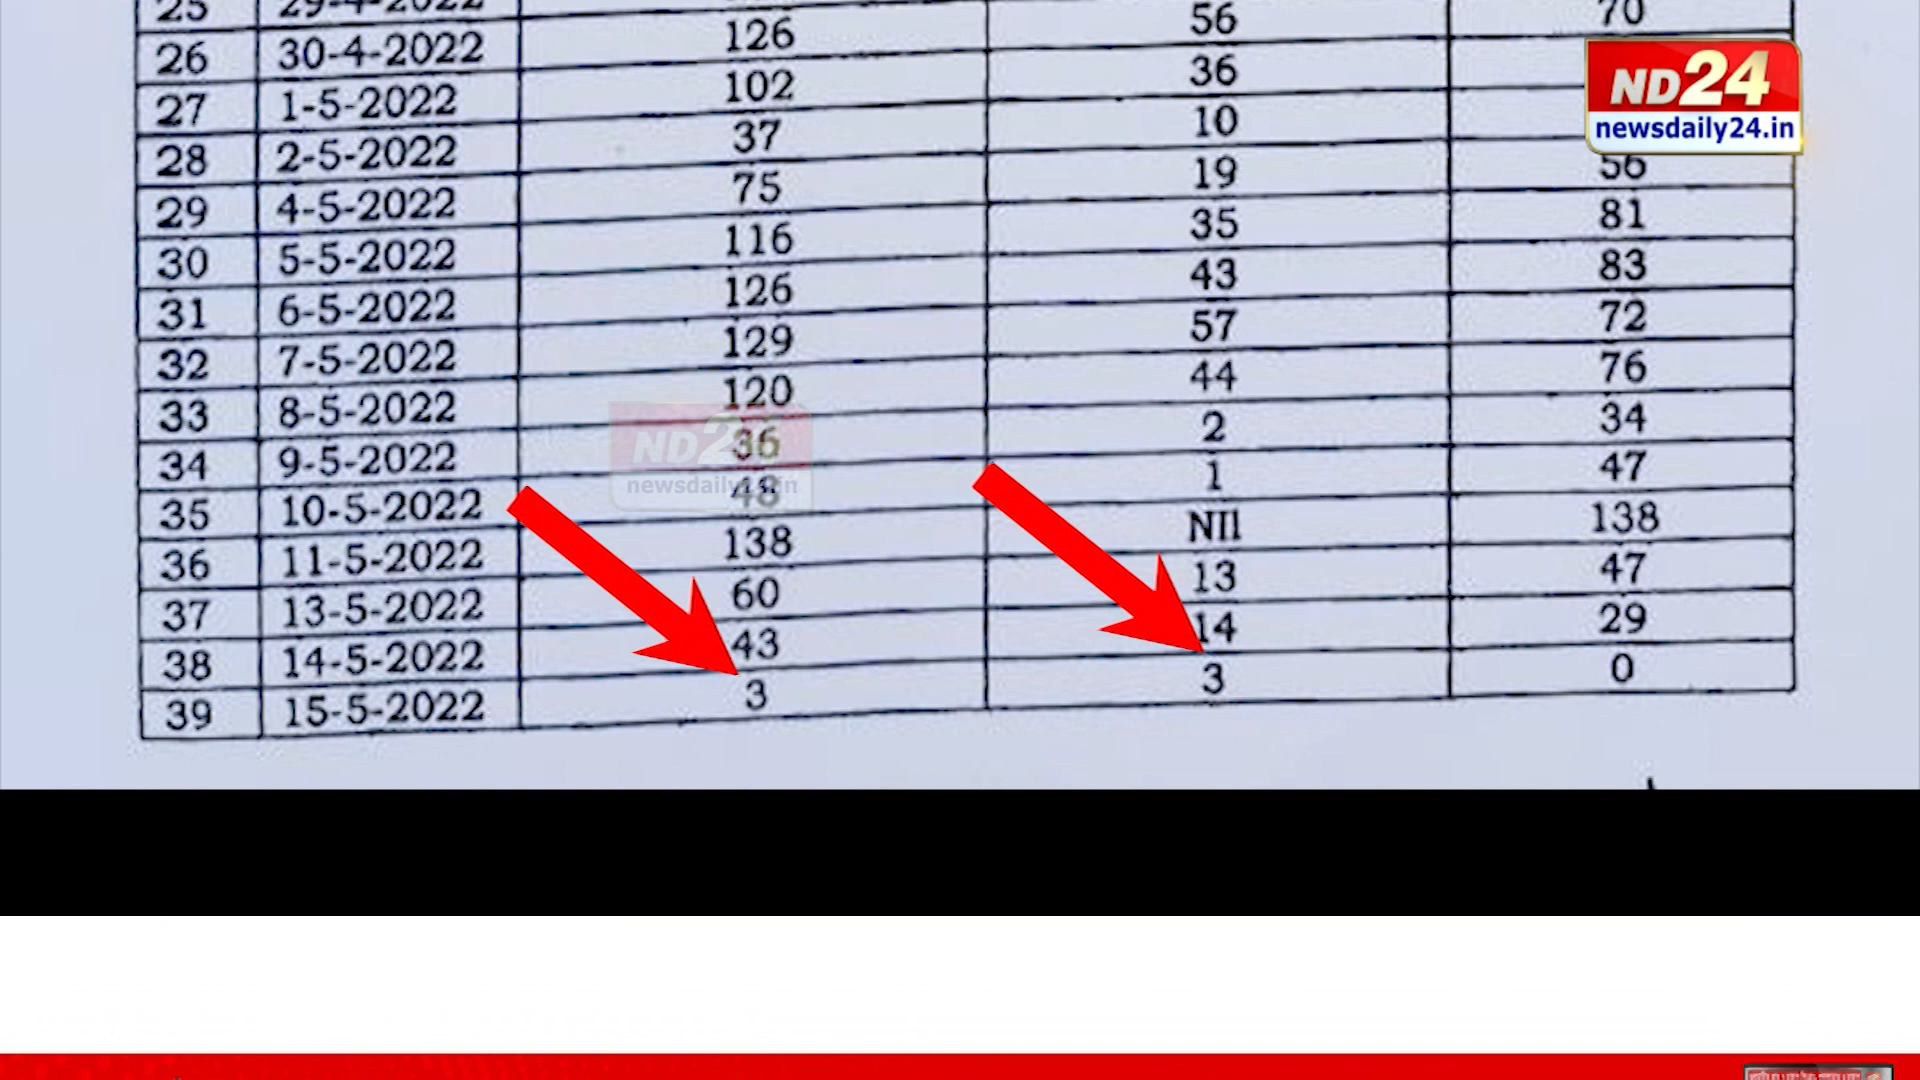 25 29-4-2022
26 30-4-2022 126 56 70
27 1-5-2022 102 36
28 2-5-2022 37 10
29 4-5-2022 75 19 56
30 5-5-2022 116 35 81
31 6-5-2022 126 43 83
32 7-5-2022 129 57 72
33 8-5-2022 120 44 76
34 9-5-2022 36 2 34
35 10-5-2022 48 1 47
36 11-5-2022 138 NIl 138
37 13-5-2022 60 13 47
38 14-5-2022 43 14 29
39 15-5-2022 3 3 0
ND24
newsdaily24.in
ND24
newsdaily24.in